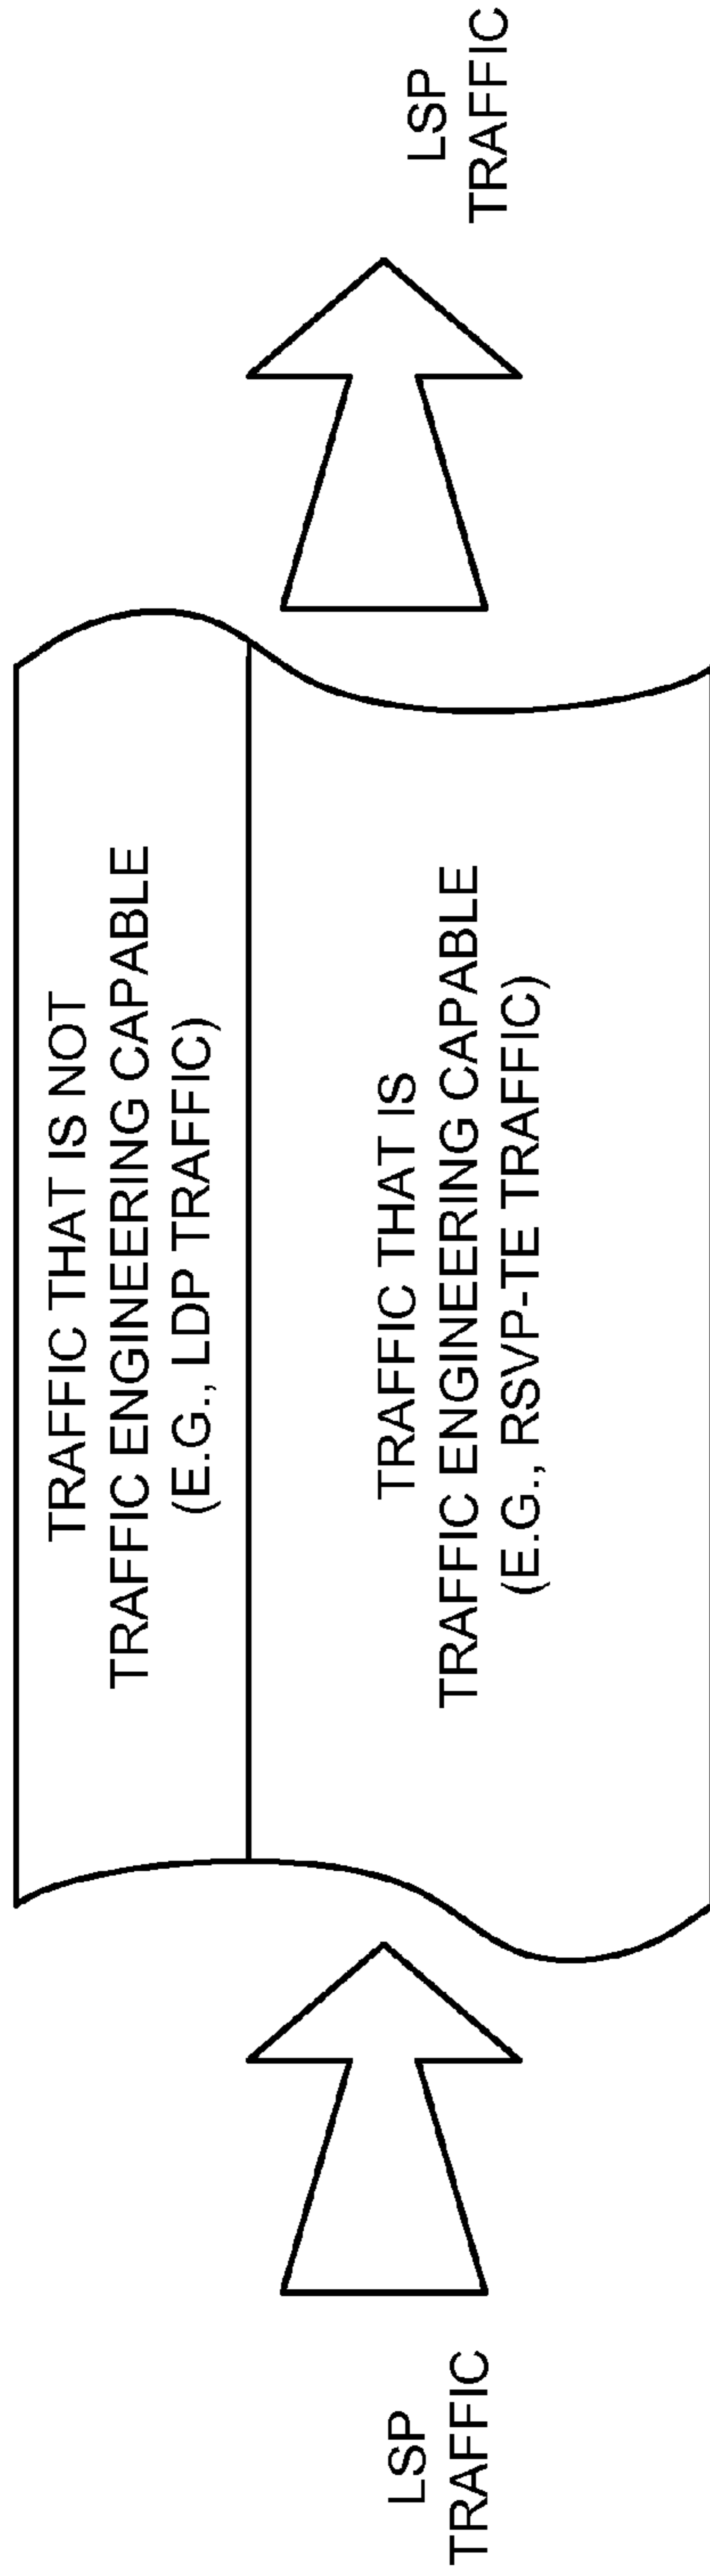 LSP
TRAFFIC
TRAFFIC THAT IS NOT
TRAFFIC ENGINEERING CAPABLE
(E.G., LDP TRAFFIC)
TRAFFIC THAT IS
TRAFFIC ENGINEERING CAPABLE
(E.G., RSVP-TE TRAFFIC)
LSP
TRAFFIC